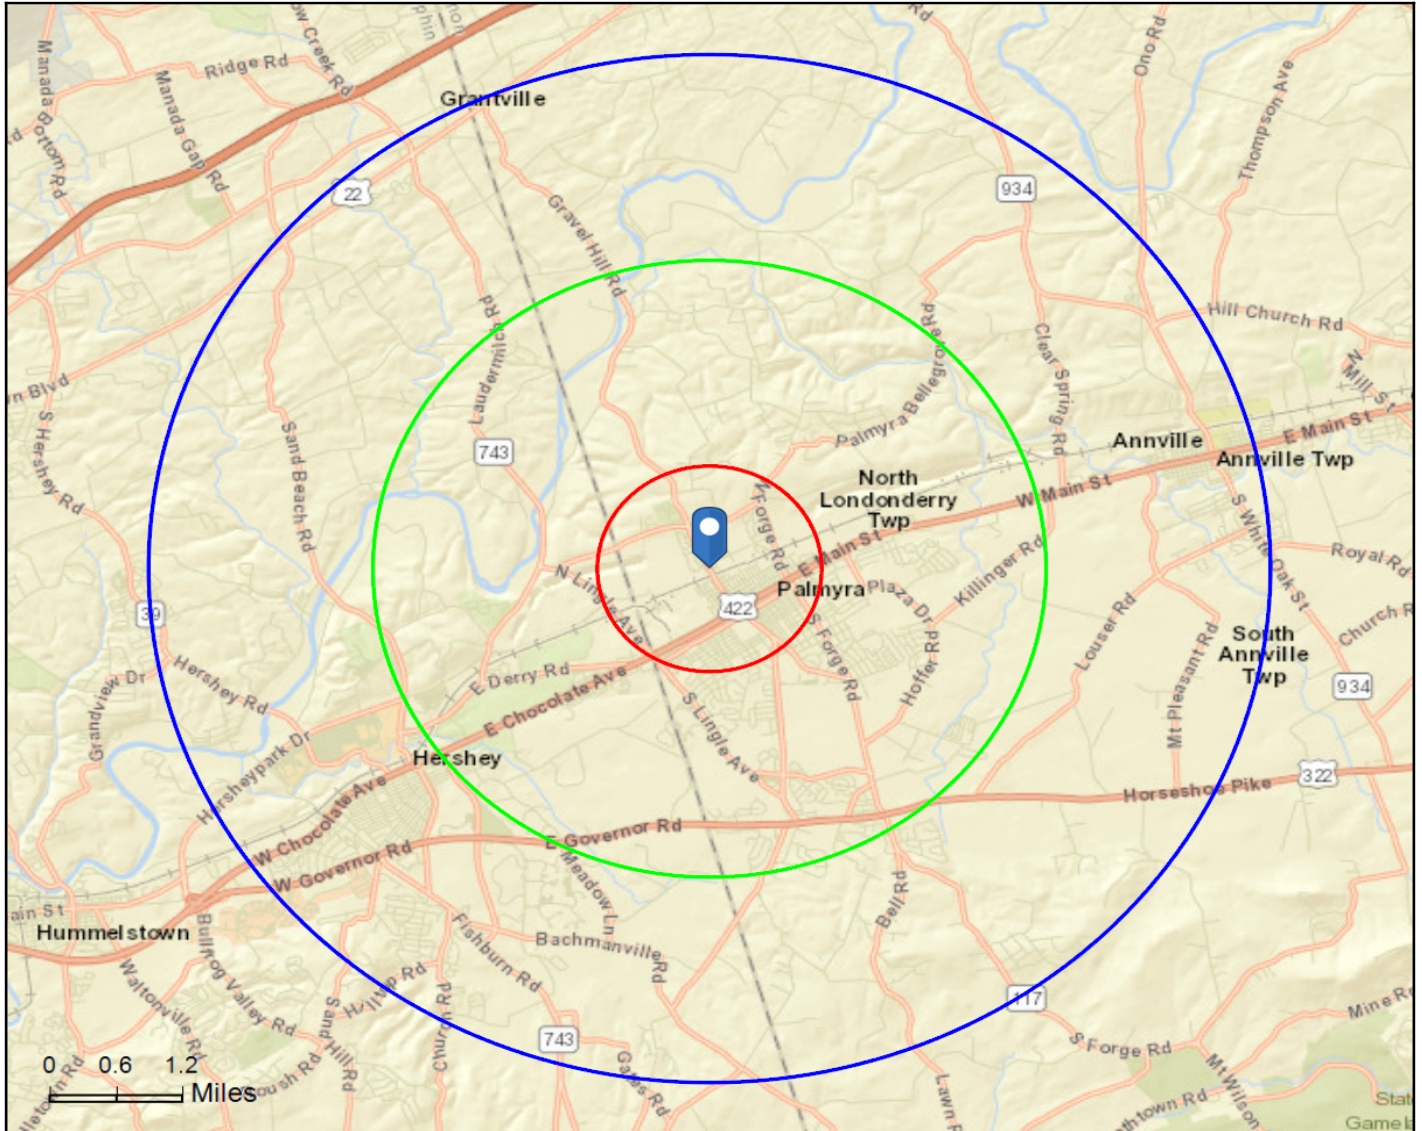 Ono Rd
Ridge Rd
Manada Bottom Rd
Manada Gap Rd
Grantville
Thompson Ave
22
934
Gravel Hill Rd
Laudermilch Rd
Hill Church Rd
Palmyra Bellegrove Rd
Clear Spring Rd
N
Mill St
S Hershey Rd
Sand Beach Rd
743
Annville
E Main St
Annville Twp
North
Londonderry
Twp
W Main St
N Forge Rd
E Main St
S White Oak St
Royal Rd
Killinger Rd
N Lingle Ave
Palmyra
Plaza Dr
422
39
Church R
Louser Rd
S Forge Rd
Hoffer Rd
South
Annville
Twp
Mt Pleasant Rd
934
Hershey Rd
Grandview Dr
E Derry Rd
E Chocolate Ave
S Lingle Ave
Hersheypark Dr
Hershey
322
Horseshoe Pike
W Chocolate Ave
E Governor Rd
W Governor Rd
Meadow Ln
Bell Rd
ain St
Hummelstown
Bullfrog Valley Rd
Fishburn Rd
Bachmanville Rd
Waltonville Rd
Hilltop Rd
Sand Hill Rd
Church Rd
117
Mine R
743
S Forge Rd
0 0.6 1.2
Miles
Gates Rd
Mt Wilson
Lawn
Stat